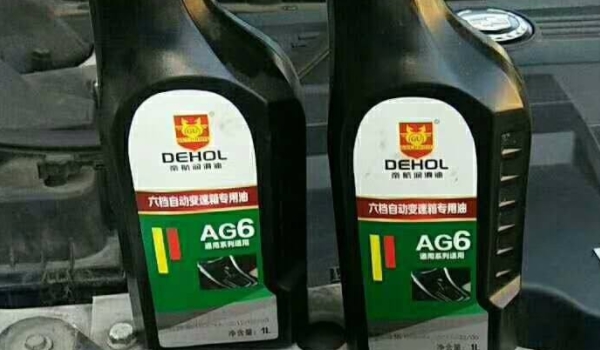 DEHOL
帝航润滑油
六档自动变速箱专用油
AG6
通用系列适用
净含量: 1L
DEHOL
帝航润滑油
六档自动变速箱专用油
AG6
通用系列适用
净含量: 1L